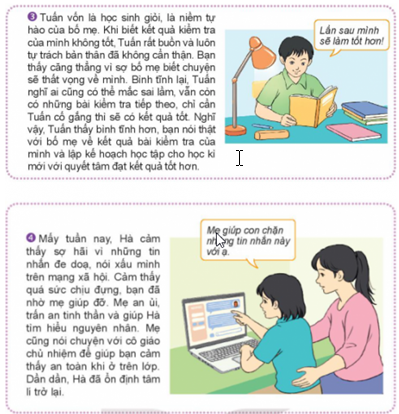 3 Tuấn vốn là học sinh giỏi, là niềm tự
hào của bố mẹ. Khi biết kết quả kiểm tra
của mình không tốt, Tuấn rất buồn và luôn
tự trách bản thân đã không cẩn thận. Bạn
thấy căng thẳng vì sợ bố mẹ biết chuyện
sẽ thất vọng về mình. Bình tĩnh lại, Tuấn
nghĩ ai cũng có thể mắc sai lầm, vẫn còn
có những bài kiểm tra tiếp theo, chỉ cần
Tuấn cố gắng thì sẽ có kết quả tốt. Nghĩ
vậy, Tuấn thấy bình tĩnh hơn, bạn nói thật
với bố mẹ về kết quả bài kiểm tra của
mình và lập kế hoạch học tập cho học kì
mới với quyết tâm đạt kết quả tốt hơn.
Lần sau mình
sẽ làm tốt hơn!
4 Mấy tuần nay, Hà cảm
thấy sợ hãi vì những tin
nhắn đe doạ, nói xấu mình
trên mạng xã hội. Cảm thấy
quá sức chịu đựng, bạn đã
nhờ mẹ giúp đỡ. Mẹ an ủi,
trấn an tinh thần và giúp Hà
tìm hiểu nguyên nhân. Mẹ
cũng nói chuyện với cô giáo
chủ nhiệm để giúp bạn cảm
thấy an toàn khi ở trên lớp.
Dần dần, Hà đã ổn định tâm
lí trở lại.
Mẹ giúp con chặn
những tin nhắn này
với ạ.